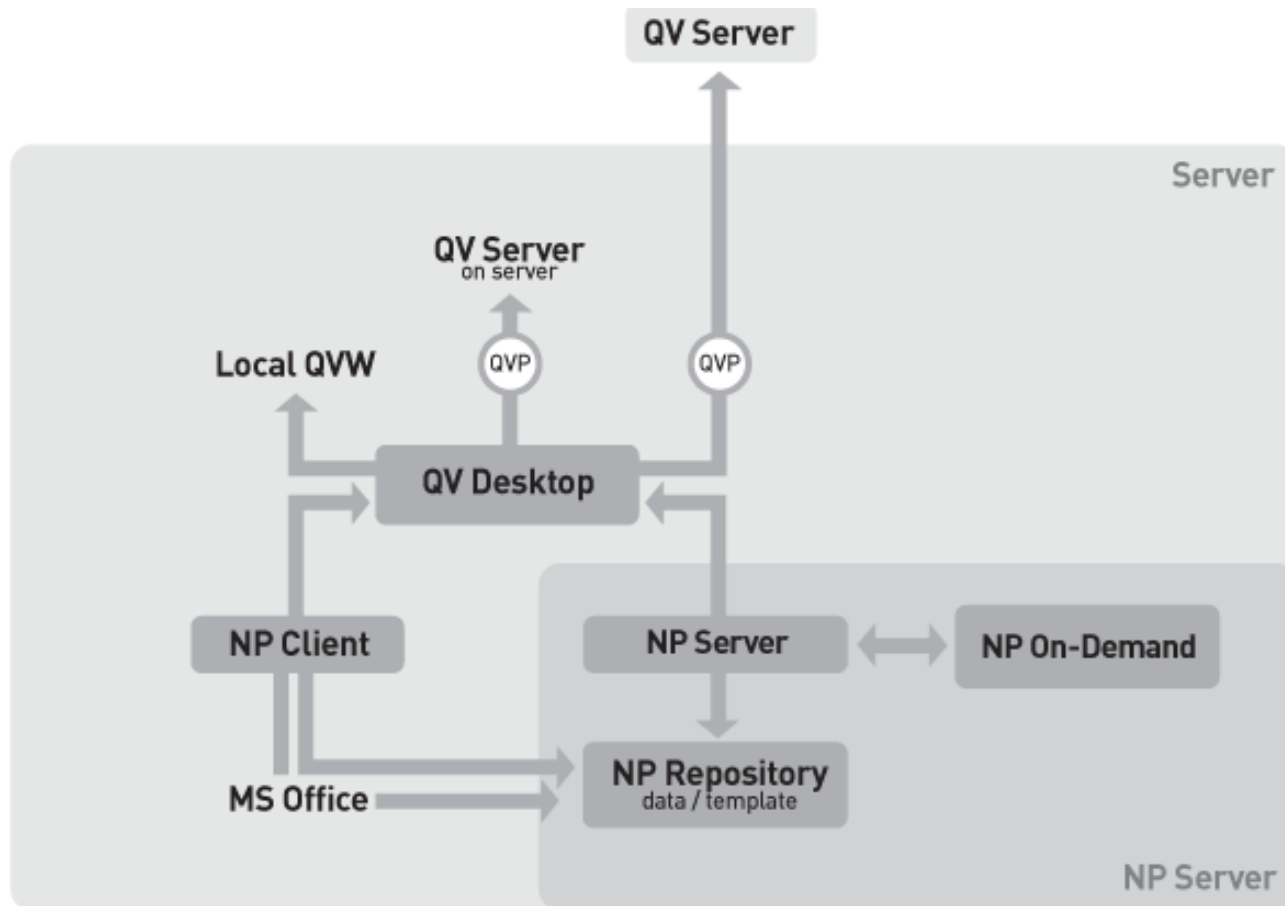 QV Server
Server
QV Server
on server
Local QVW
QVP
QVP
QV Desktop
NP Client
NP Server
NP On-Demand
NP Repository
data / template
MS Office
NP Server